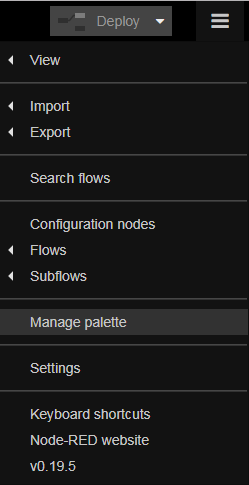 Deploy
View
Import
Export
Search flows
Configuration nodes
Flows
Subflows
Manage palette
Settings
Keyboard shortcuts
Node-RED website
v0.19.5